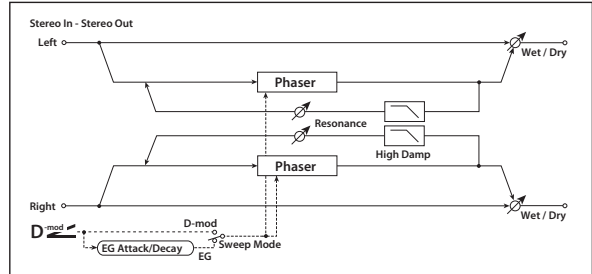 Stereo In - Stereo Out
Left
Wet / Dry
Phaser
Resonance
High Damp
Phaser
Right
Wet / Dry
D-mod
D-mod
Sweep Mode
EG Attack/Decay
EG